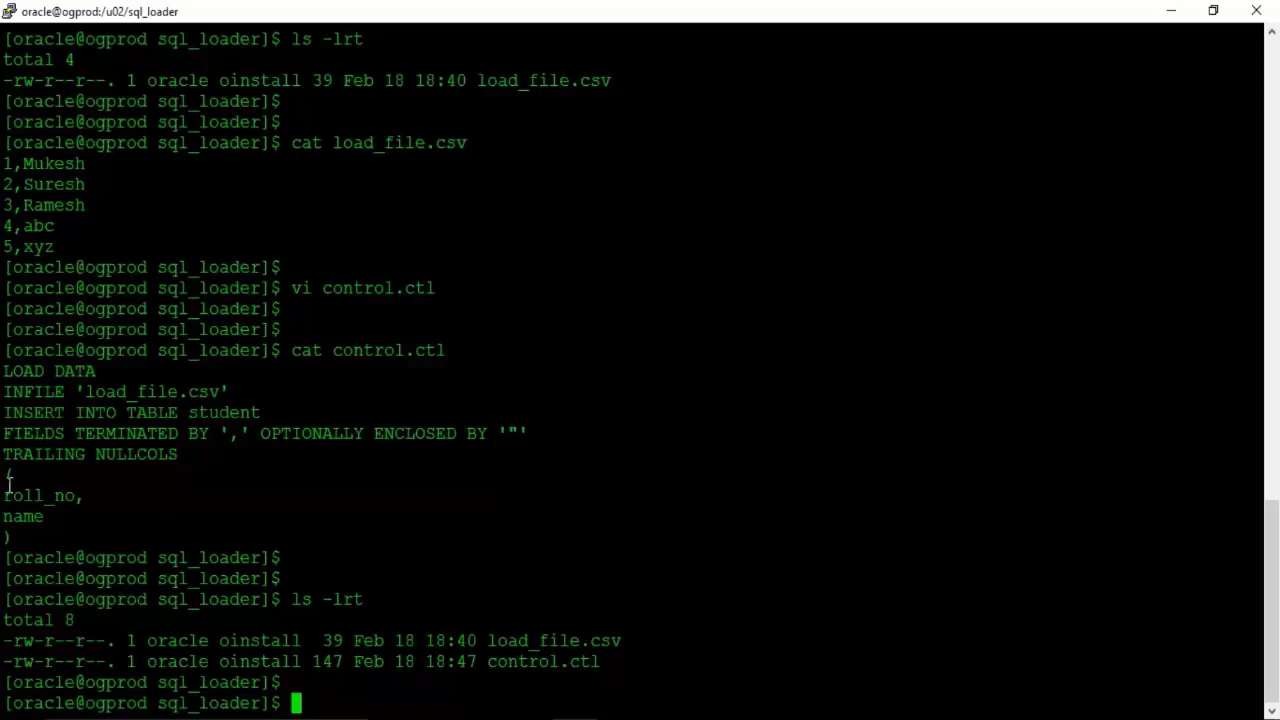 oracle@ogprod:/u02/sql_loader
[oracle@ogprod sql_loader]$ ls -lrt
total 4
-rw-r--r--. 1 oracle oinstall 39 Feb 18 18:40 load_file.csv
[oracle@ogprod sql_loader]$
[oracle@ogprod sql_loader]$
[oracle@ogprod sql_loader]$ cat load_file.csv
1,Mukesh
2,Suresh
3,Ramesh
4,abc
5,xyz
[oracle@ogprod sql_loader]$
[oracle@ogprod sql_loader]$ vi control.ctl
[oracle@ogprod sql_loader]$
[oracle@ogprod sql_loader]$
[oracle@ogprod sql_loader]$ cat control.ctl
LOAD DATA
INFILE 'load_file.csv'
INSERT INTO TABLE student
FIELDS TERMINATED BY ',' OPTIONALLY ENCLOSED BY '"'
TRAILING NULLCOLS
(
roll_no,
name
)
[oracle@ogprod sql_loader]$
[oracle@ogprod sql_loader]$
[oracle@ogprod sql_loader]$ ls -lrt
total 8
-rw-r--r--. 1 oracle oinstall  39 Feb 18 18:40 load_file.csv
-rw-r--r--. 1 oracle oinstall 147 Feb 18 18:47 control.ctl
[oracle@ogprod sql_loader]$
[oracle@ogprod sql_loader]$